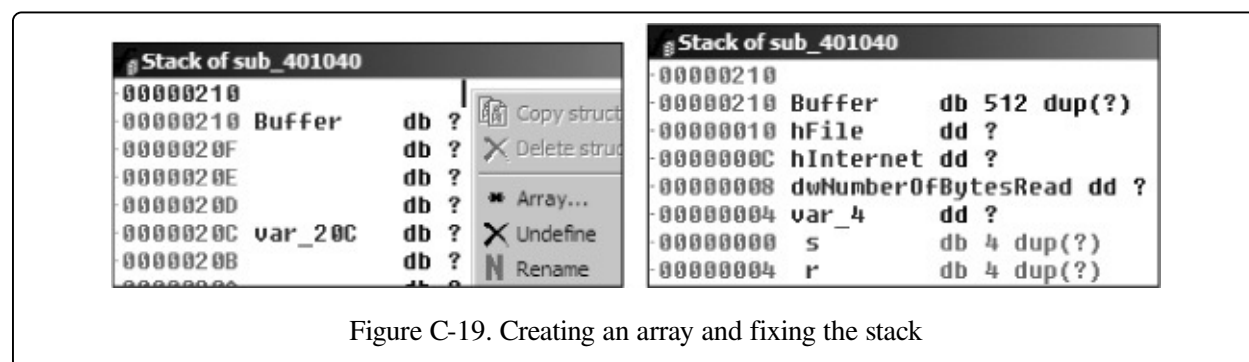 Stack of sub_401040
-00000210
-00000210 Buffer db ?
-0000020F db ?
-0000020E db ?
-0000020D db ?
-0000020C var_20C db ?
-0000020B db ?
Copy struct
Delete struc
Array...
Undefine
Rename
Stack of sub_401040
-00000210
-00000210 Buffer db 512 dup(?)
-00000010 hFile dd ?
-0000000C hInternet dd ?
-00000008 dwNumberOfBytesRead dd ?
-00000004 var_4 dd ?
-00000000 s db 4 dup(?)
-00000004 r db 4 dup(?)
Figure C-19. Creating an array and fixing the stack